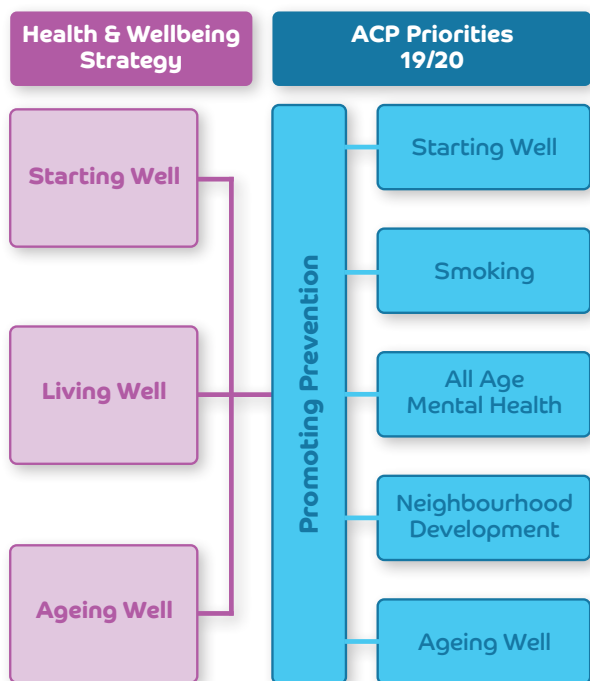 Health & Wellbeing
Strategy
Starting Well
Living Well
Ageing Well
ACP Priorities
19/20
Promoting Prevention
Starting Well
Smoking
All Age
Mental Health
Neighbourhood
Development
Ageing Well